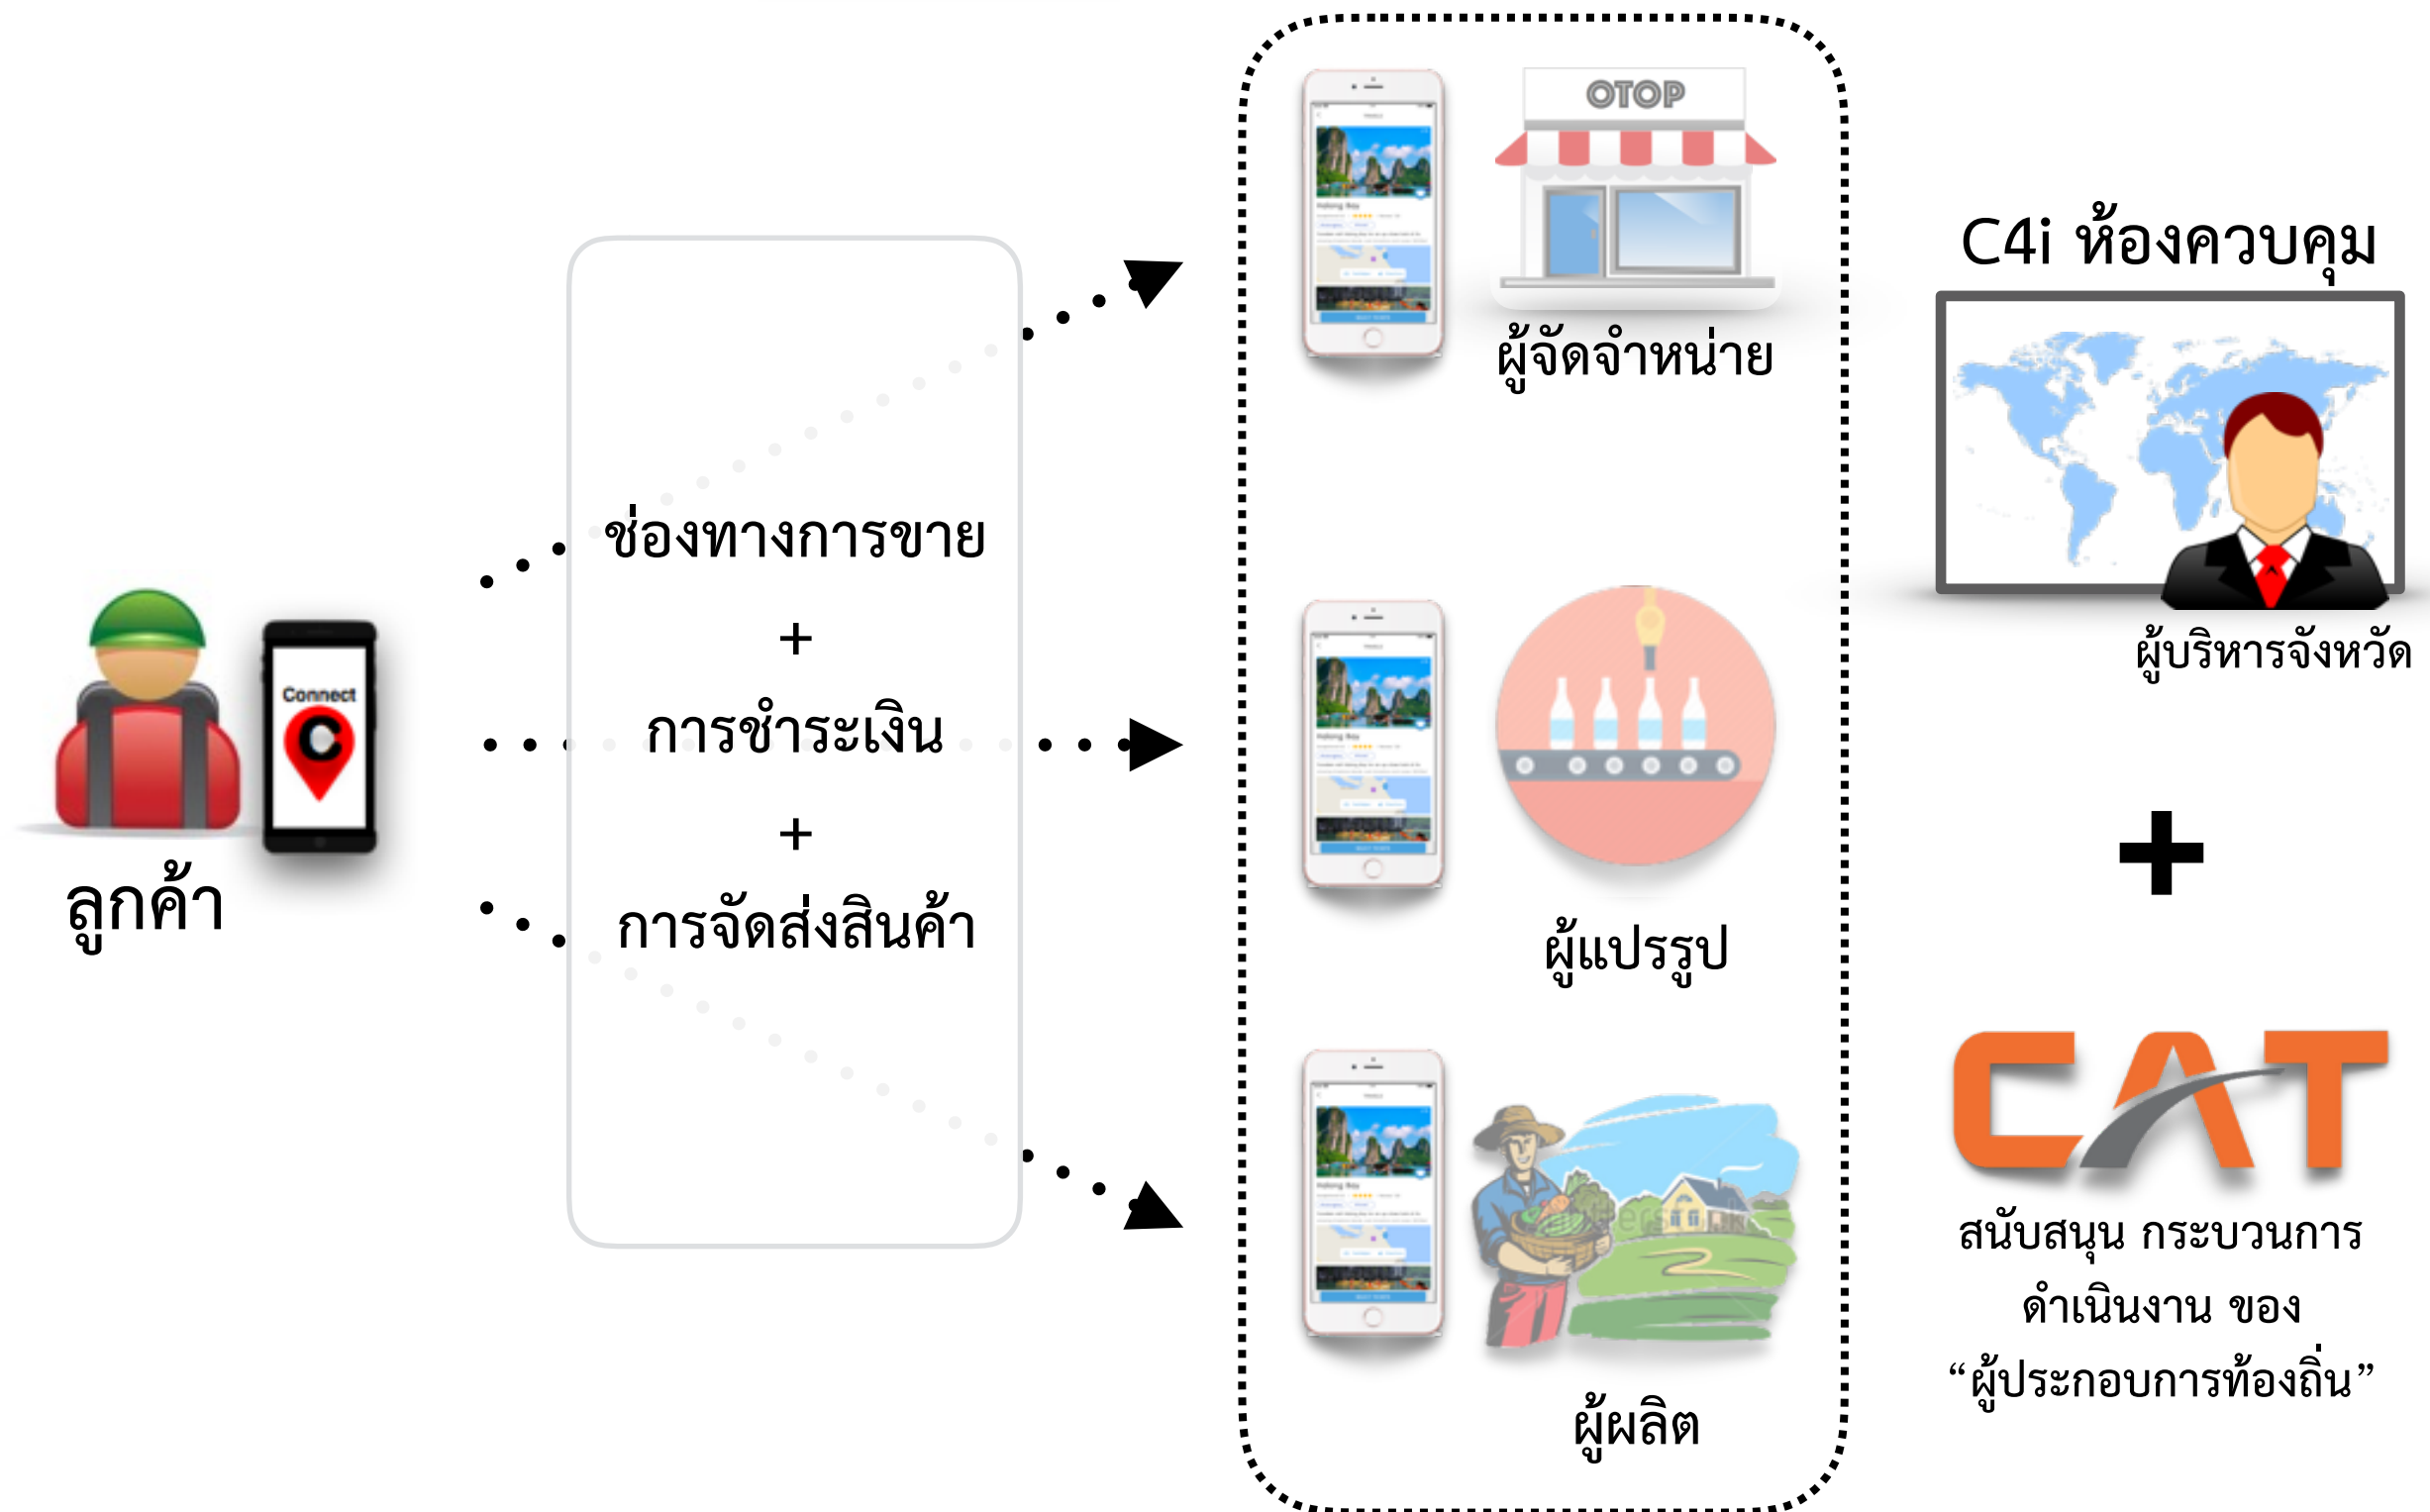 ลูกค้า
Connect
C
ช่องทางการขาย
+
การชำระเงิน
+
การจัดส่งสินค้า
OTOP
ผู้จัดจำหน่าย
Halong Bay
ผู้แปรรูป
Halong Bay
ผู้ผลิต
Halong Bay
C4i ห้องควบคุม
ผู้บริหารจังหวัด
+
CAT
สนับสนุน กระบวนการ
ดำเนินงาน ของ
“ผู้ประกอบการท้องถิ่น”